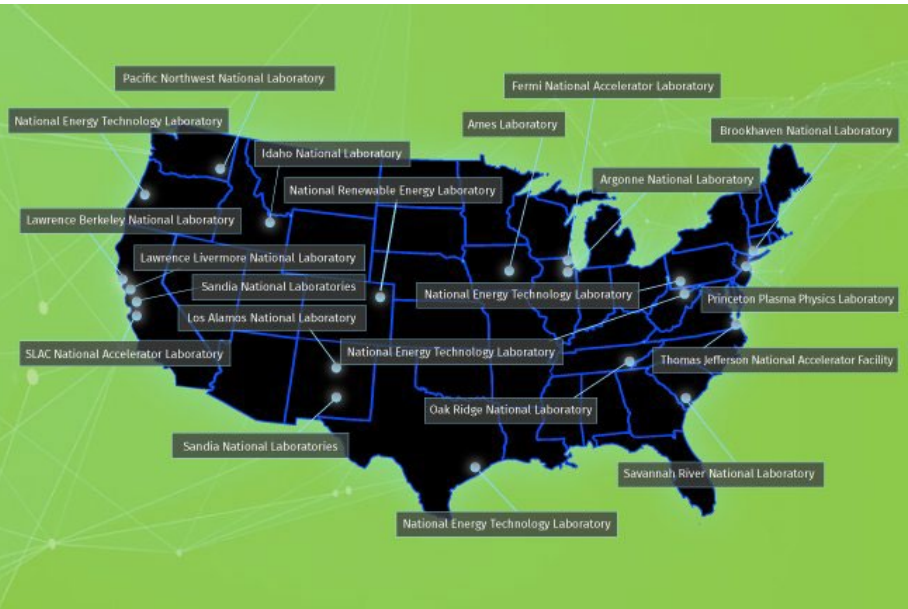 Pacific Northwest National Laboratory
Fermi National Accelerator Laboratory
National Energy Technology Laboratory
Ames Laboratory
Brookhaven National Laboratory
Idaho National Laboratory
Argonne National Laboratory
National Renewable Energy Laboratory
Lawrence Berkeley National Laboratory
Lawrence Livermore National Laboratory
Sandia National Laboratories
National Energy Technology Laboratory
Princeton Plasma Physics Laboratory
Los Alamos National Laboratory
SLAC National Accelerator Laboratory
National Energy Technology Laboratory
Thomas Jefferson National Accelerator Facility
Oak Ridge National Laboratory
Sandia National Laboratories
Savannah River National Laboratory
National Energy Technology Laboratory